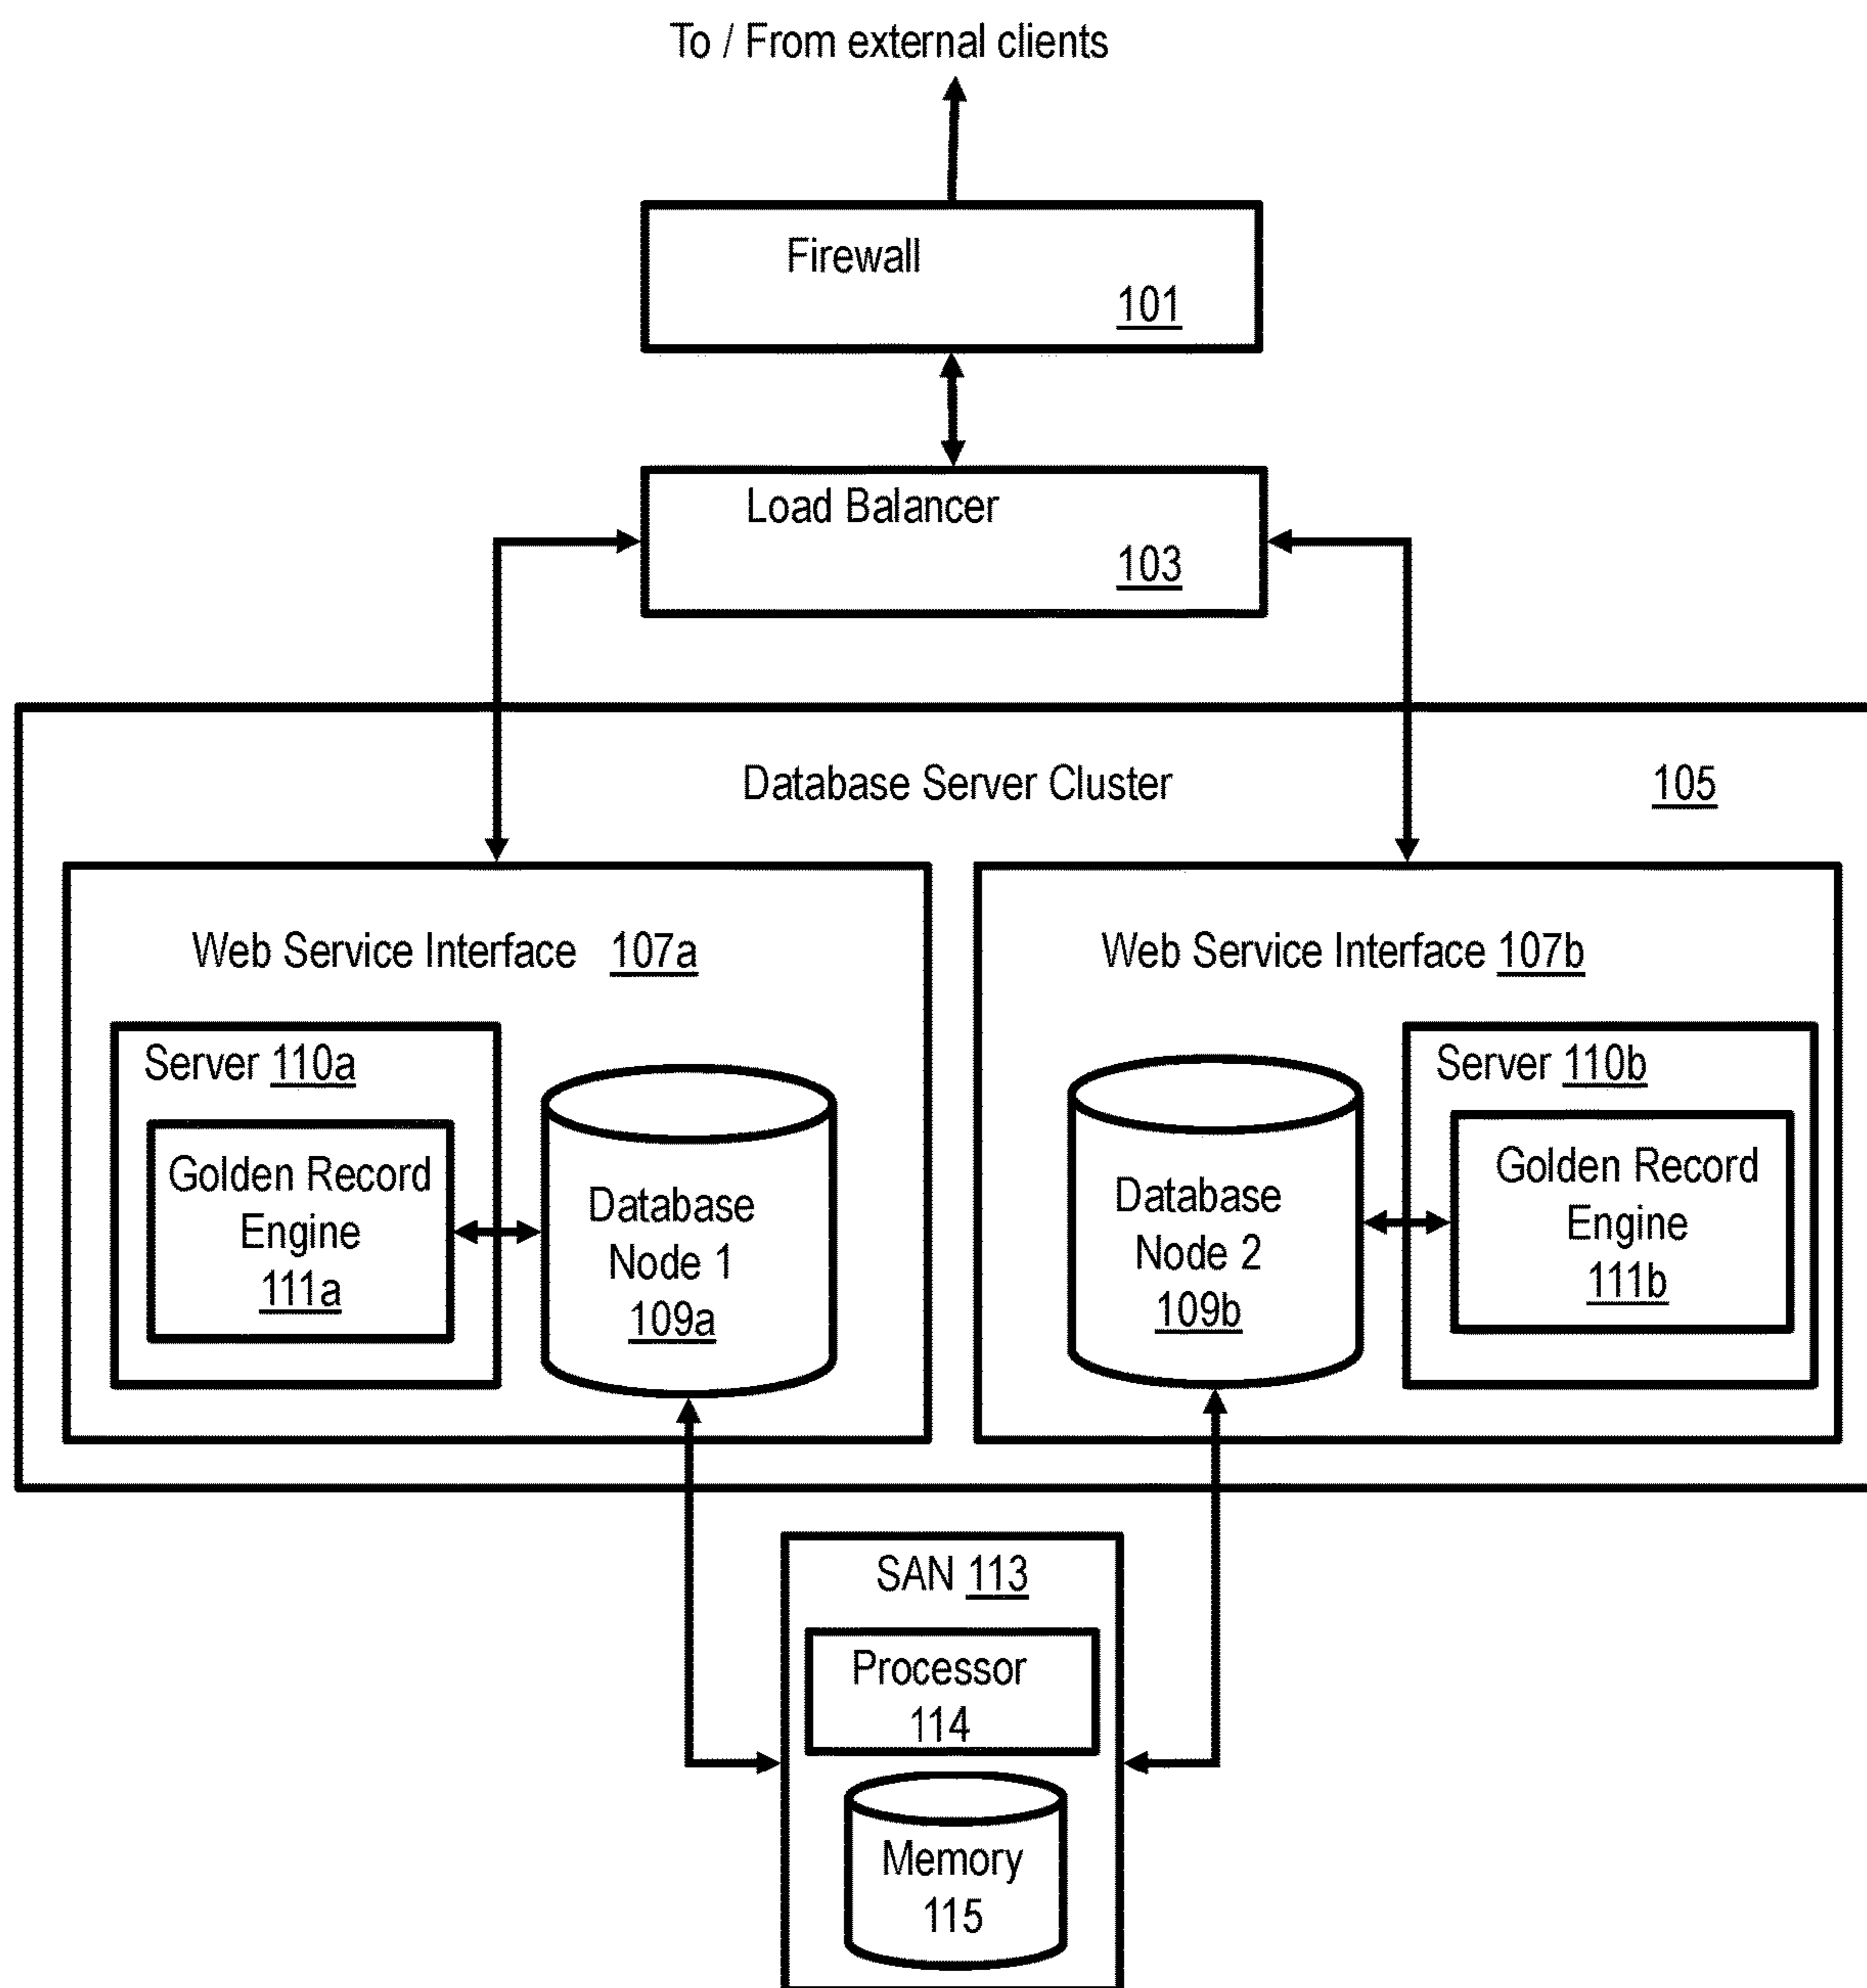 To / From external clients
Firewall
101
Load Balancer
103
Database Server Cluster 105
Web Service Interface 107a
Server 110a
Golden Record
Engine
111a
Database
Node 1
109a
Web Service Interface 107b
Database
Node 2
109b
Server 110b
Golden Record
Engine
111b
SAN 113
Processor
114
Memory
115